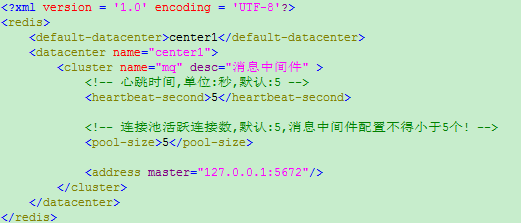 <?xml version = '1.0' encoding = 'UTF-8'?>
<redis>
<default-datacenter>center1</default-datacenter>
<datacenter name="center1">
<cluster name="mq" desc="消息中间件" >
<!-- 心跳时间,单位:秒,默认:5 -->
<heartbeat-second>5</heartbeat-second>
<!-- 连接池活跃连接数,默认:5,消息中间件配置不得小于5个! -->
<pool-size>5</pool-size>
<address master="127.0.0.1:5672"/>
</cluster>
</datacenter>
</redis>